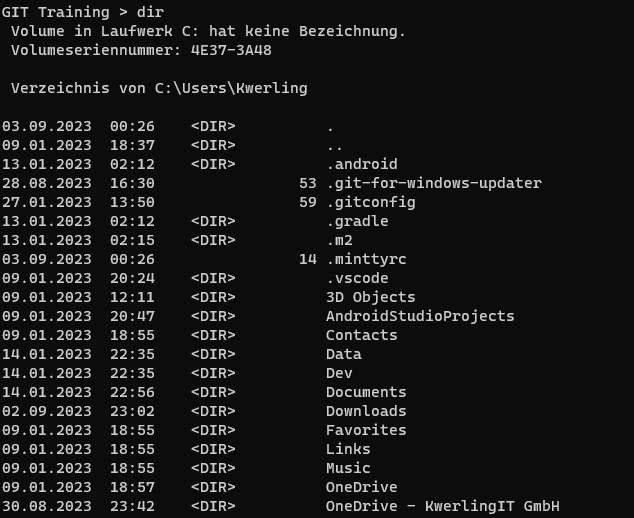 GIT Training > dir
 Volume in Laufwerk C: hat keine Bezeichnung.
 Volumeseriennummer: 4E37-3A48

 Verzeichnis von C:\Users\Kwerling

03.09.2023  00:26    <DIR>          .
09.01.2023  18:37    <DIR>          ..
13.01.2023  02:12    <DIR>          .android
28.08.2023  16:30                53 .git-for-windows-updater
27.01.2023  13:50                59 .gitconfig
13.01.2023  02:12    <DIR>          .gradle
13.01.2023  02:15    <DIR>          .m2
03.09.2023  00:26                14 .minttyrc
09.01.2023  20:24    <DIR>          .vscode
09.01.2023  12:11    <DIR>          3D Objects
09.01.2023  20:47    <DIR>          AndroidStudioProjects
09.01.2023  18:55    <DIR>          Contacts
14.01.2023  22:35    <DIR>          Data
14.01.2023  22:35    <DIR>          Dev
14.01.2023  22:56    <DIR>          Documents
02.09.2023  23:02    <DIR>          Downloads
09.01.2023  18:55    <DIR>          Favorites
09.01.2023  18:55    <DIR>          Links
09.01.2023  18:55    <DIR>          Music
09.01.2023  18:57    <DIR>          OneDrive
30.08.2023  23:42    <DIR>          OneDrive - KwerlingIT GmbH